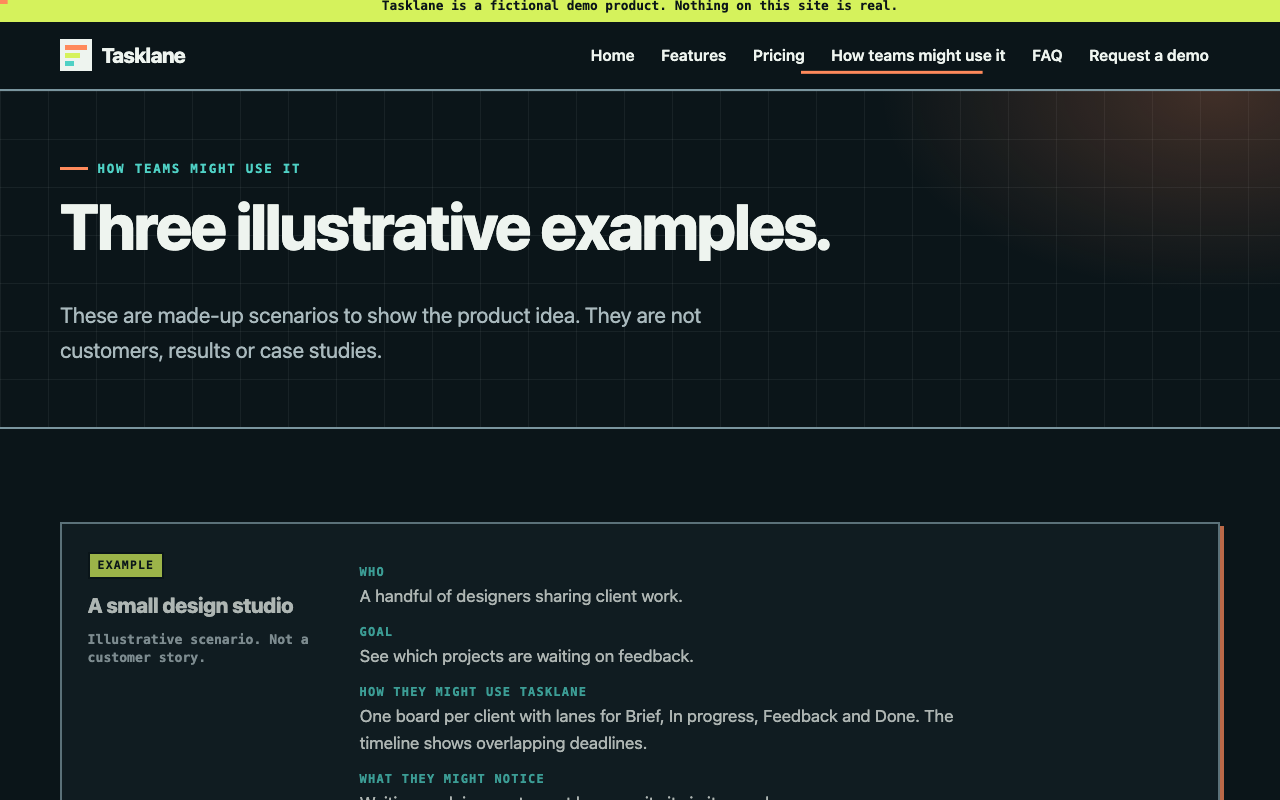 Tasklane is a fictional demo product. Nothing on this site is real.
Tasklane
Home
Features
Pricing
How teams might use it
FAQ
Request a demo
HOW TEAMS MIGHT USE IT
Three illustrative examples.
These are made-up scenarios to show the product idea. They are not
customers, results or case studies.
EXAMPLE
A small design studio
Illustrative scenario. Not a
customer story.
WHO
A handful of designers sharing client work.
GOAL
See which projects are waiting on feedback.
HOW THEY MIGHT USE TASKLANE
One board per client with lanes for Brief, In progress, Feedback and Done. The
timeline shows overlapping deadlines.
WHAT THEY MIGHT NOTICE